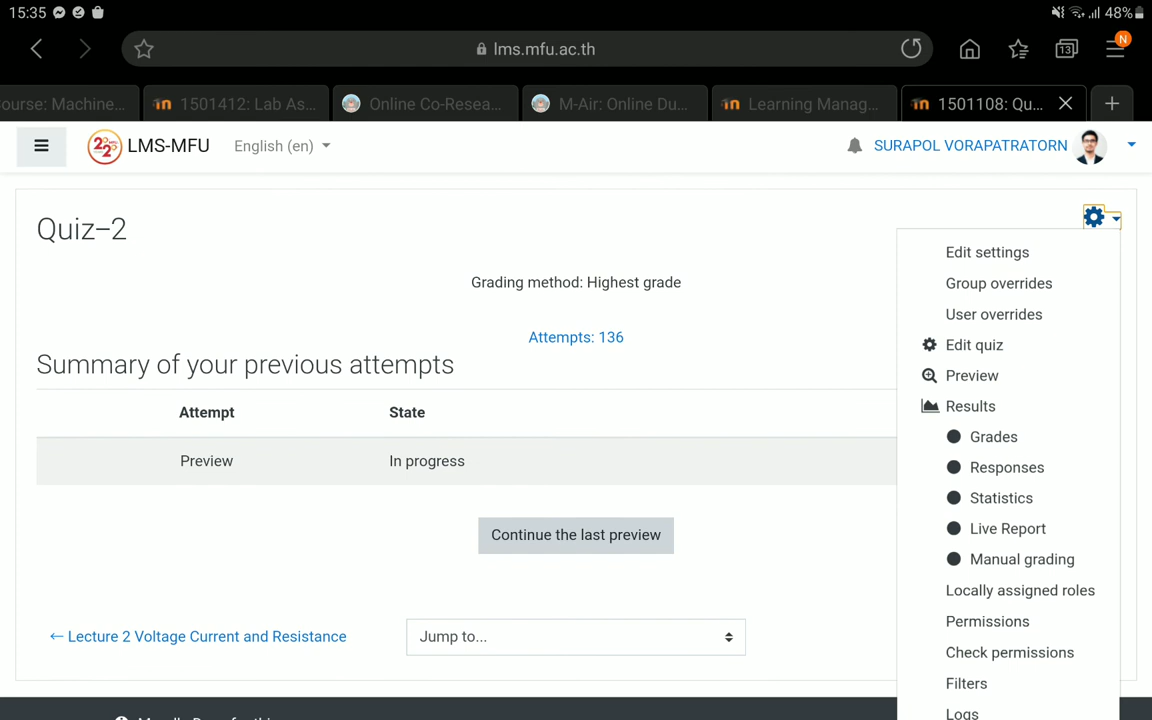 15:35
48%
lms.mfu.ac.th
13
N
ourse: Machine...
1501412: Lab As...
Online Co-Resea...
M-Air: Online Du...
Learning Manag...
1501108: Qu...
LMS-MFU
English (en)
SURAPOL VORAPATRATORN
Quiz–2
Grading method: Highest grade
Attempts: 136
Summary of your previous attempts
Attempt State
Preview In progress
Continue the last preview
← Lecture 2 Voltage Current and Resistance
Jump to...
Edit settings
Group overrides
User overrides
Edit quiz
Preview
Results
Grades
Responses
Statistics
Live Report
Manual grading
Locally assigned roles
Permissions
Check permissions
Filters
Logs